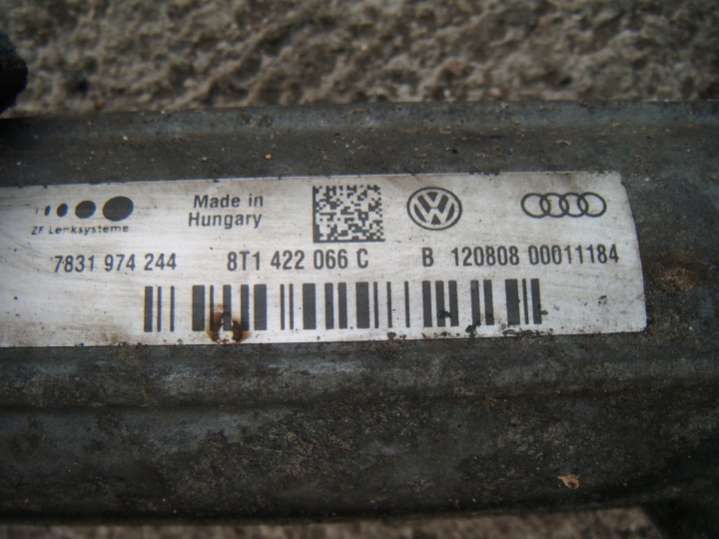 ZF Lenksysteme
Made in
Hungary
7831 974 244 8T1 422 066 C B 120808 00011184